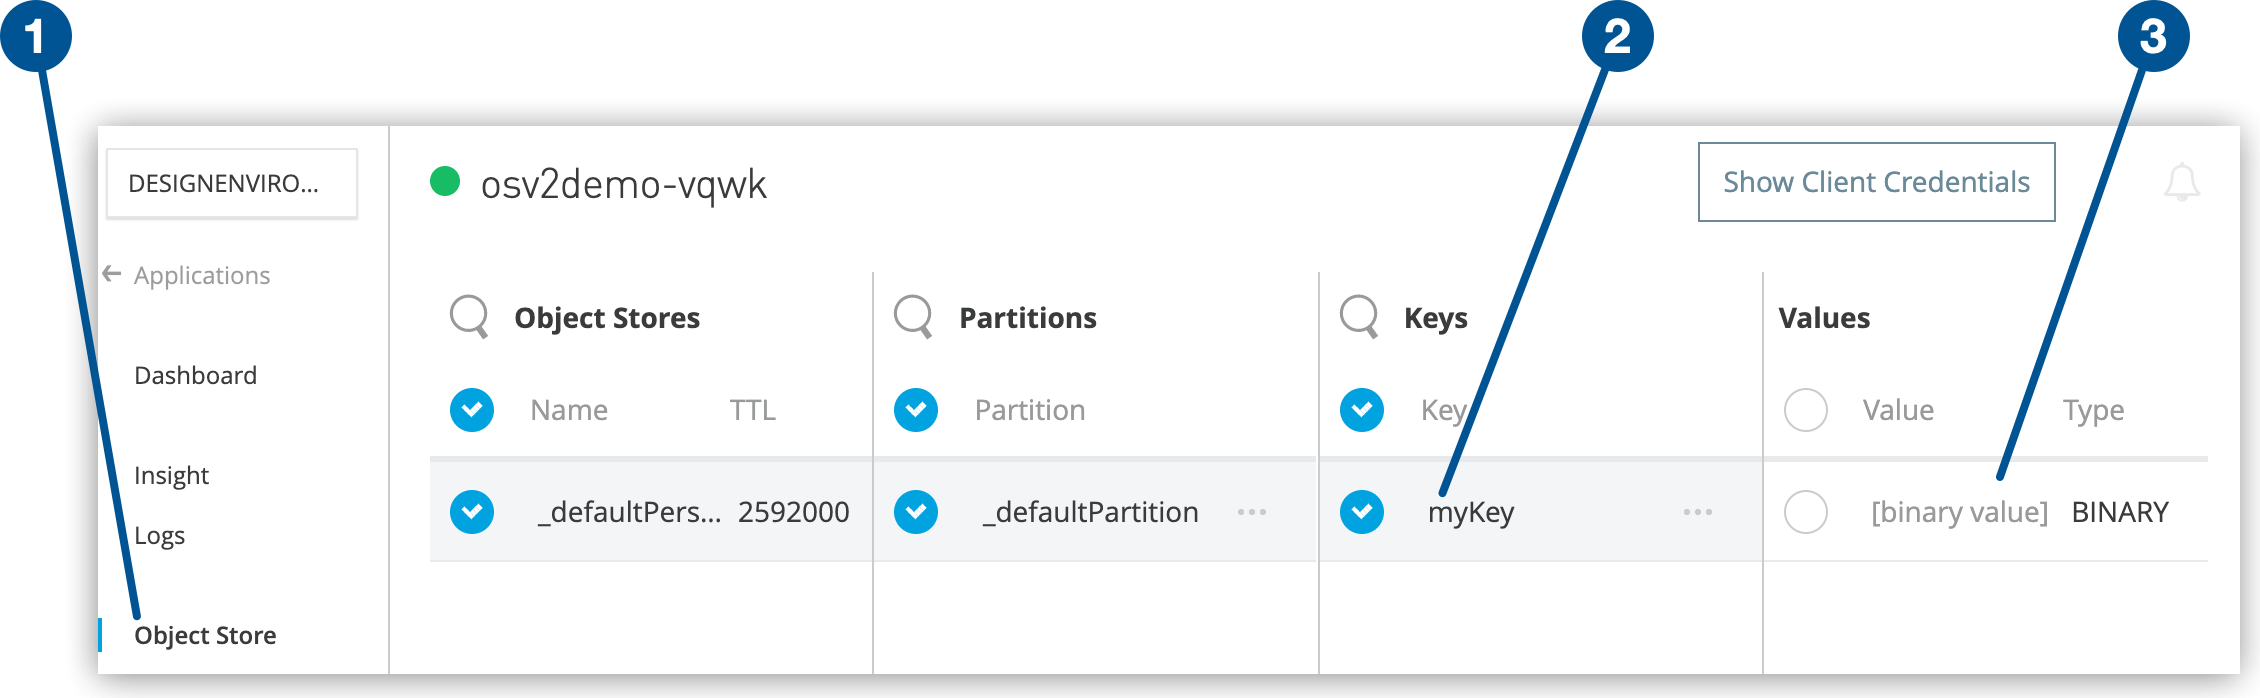 1
2
3
DESIGNENVIRO...
osv2demo-vqwk
Show Client Credentials
Applications
Object Stores
Partitions
Keys
Values
Dashboard
Name TTL
Partition
Key
Value Type
Insight
_defaultPers... 2592000
_defaultPartition ...
myKey ...
[binary value] BINARY
Logs
Object Store